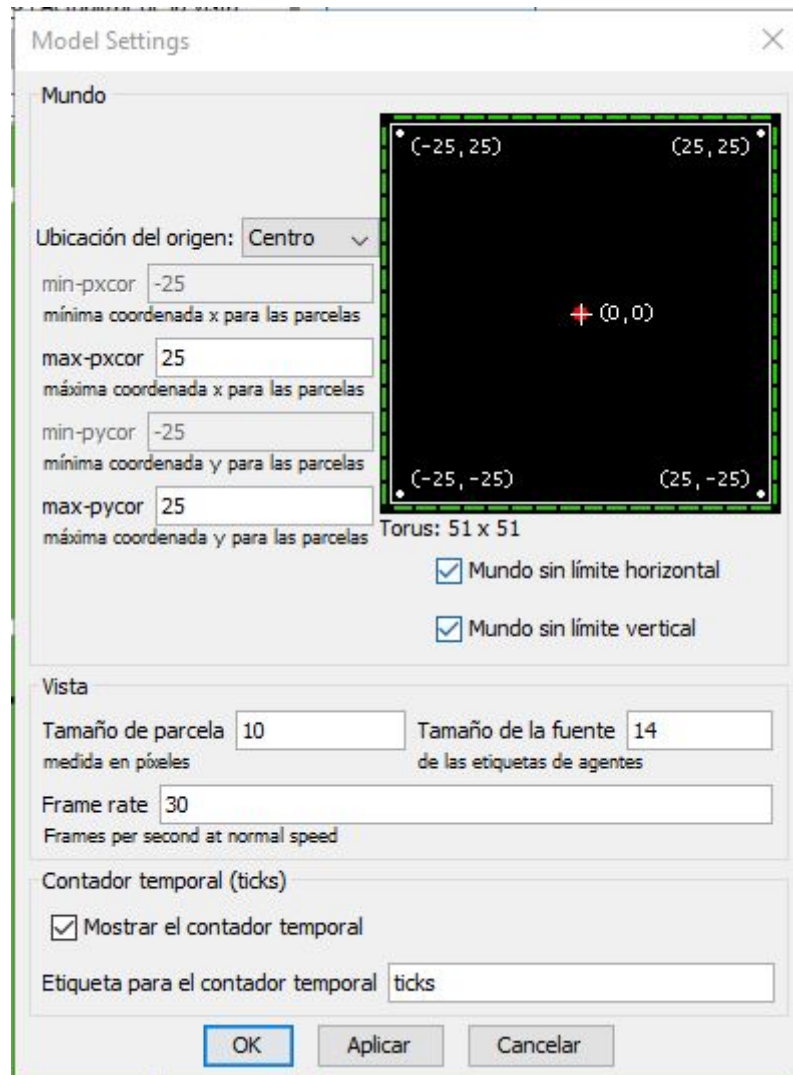 Model Settings
Mundo
(-25,25) (25,25)
Ubicación del origen: Centro
min-pxcor -25
mínima coordenada x para las parcelas
(0,0)
max-pxcor 25
máxima coordenada x para las parcelas
min-pycor -25
mínima coordenada y para las parcelas
(-25,-25) (25,-25)
max-pycor 25
máxima coordenada y para las parcelas
Torus: 51 x 51
Mundo sin límite horizontal
Mundo sin límite vertical
Vista
Tamaño de parcela 10 Tamaño de la fuente 14
medida en píxeles de las etiquetas de agentes
Frame rate 30
Frames per second at normal speed
Contador temporal (ticks)
Mostrar el contador temporal
Etiqueta para el contador temporal ticks
OK Aplicar Cancelar